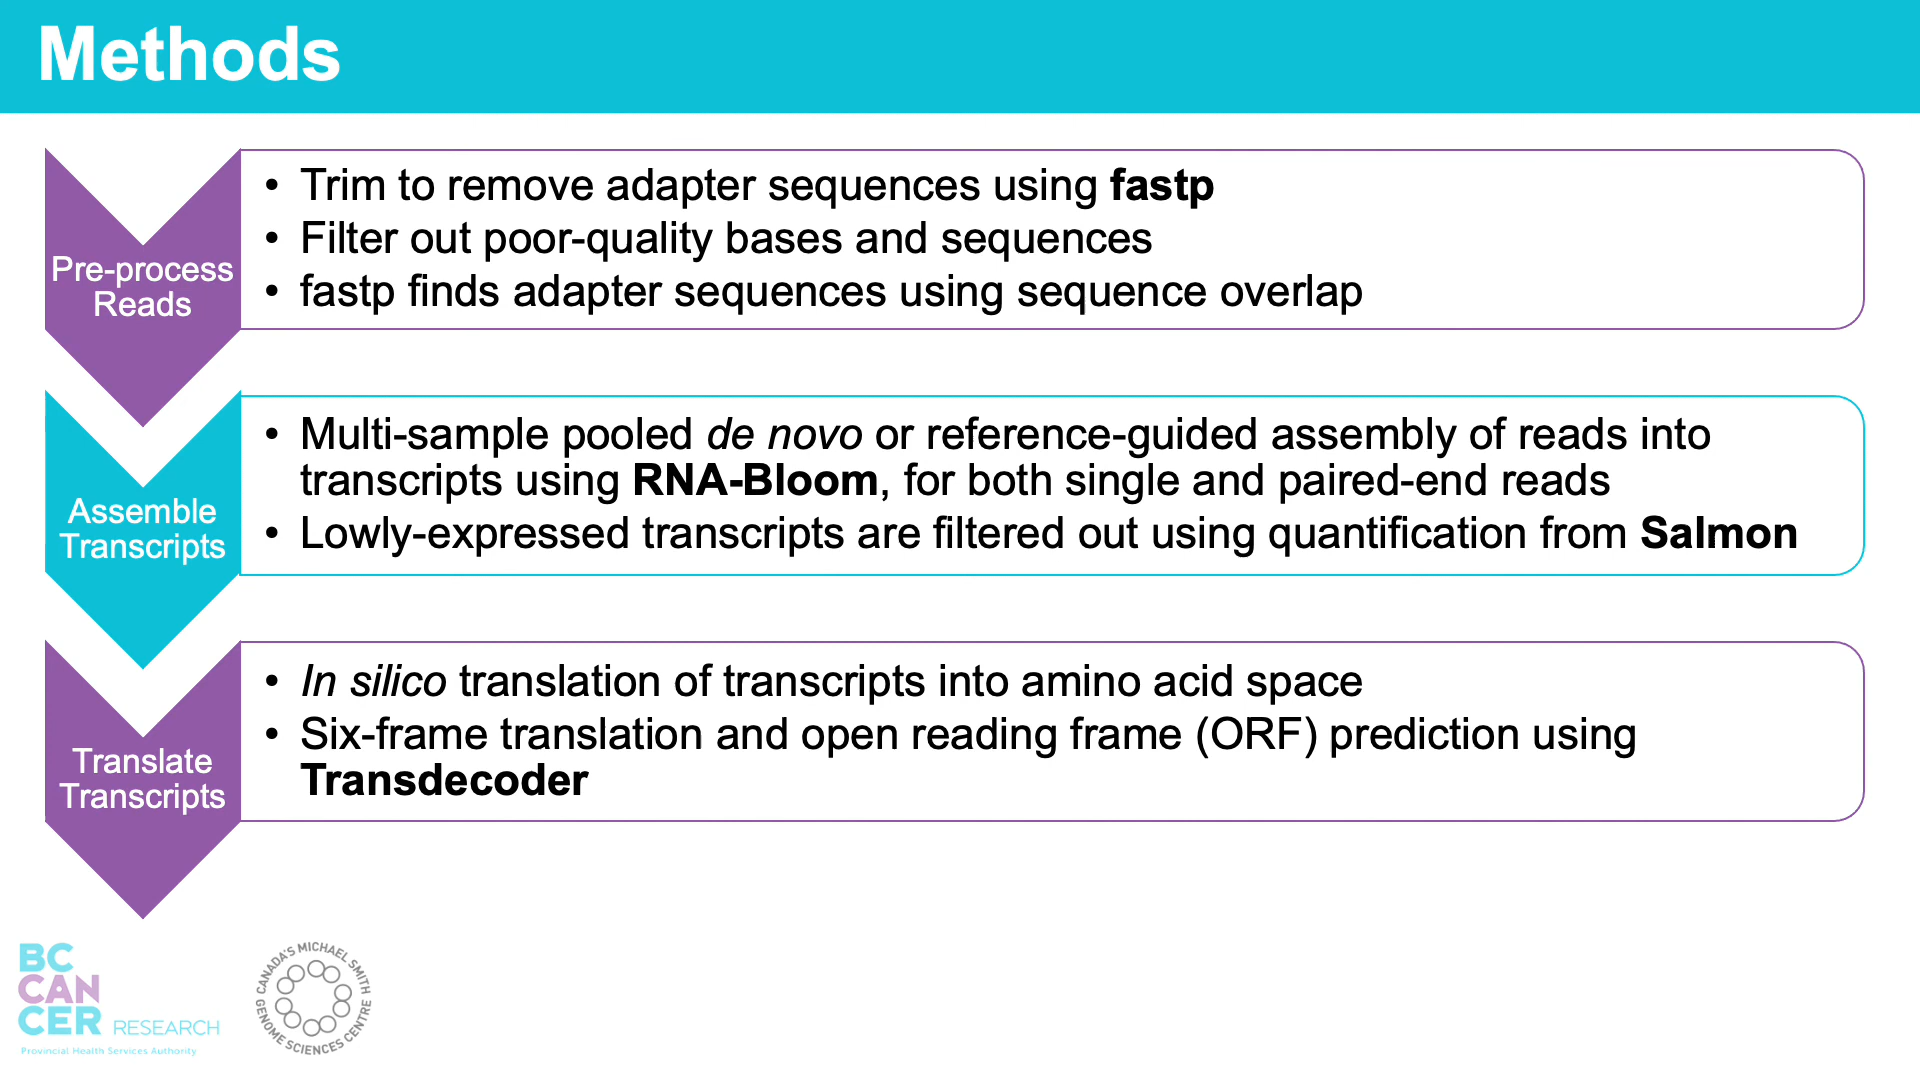 Methods
Pre-process
Reads
• Trim to remove adapter sequences using fastp
• Filter out poor-quality bases and sequences
• fastp finds adapter sequences using sequence overlap
Assemble
Transcripts
• Multi-sample pooled de novo or reference-guided assembly of reads into
transcripts using RNA-Bloom, for both single and paired-end reads
• Lowly-expressed transcripts are filtered out using quantification from Salmon
Translate
Transcripts
• In silico translation of transcripts into amino acid space
• Six-frame translation and open reading frame (ORF) prediction using
Transdecoder
BC
CAN
CER RESEARCH
Provincial Health Services Authority
CANADA'S MICHAEL SMITH
GENOME SCIENCES CENTRE